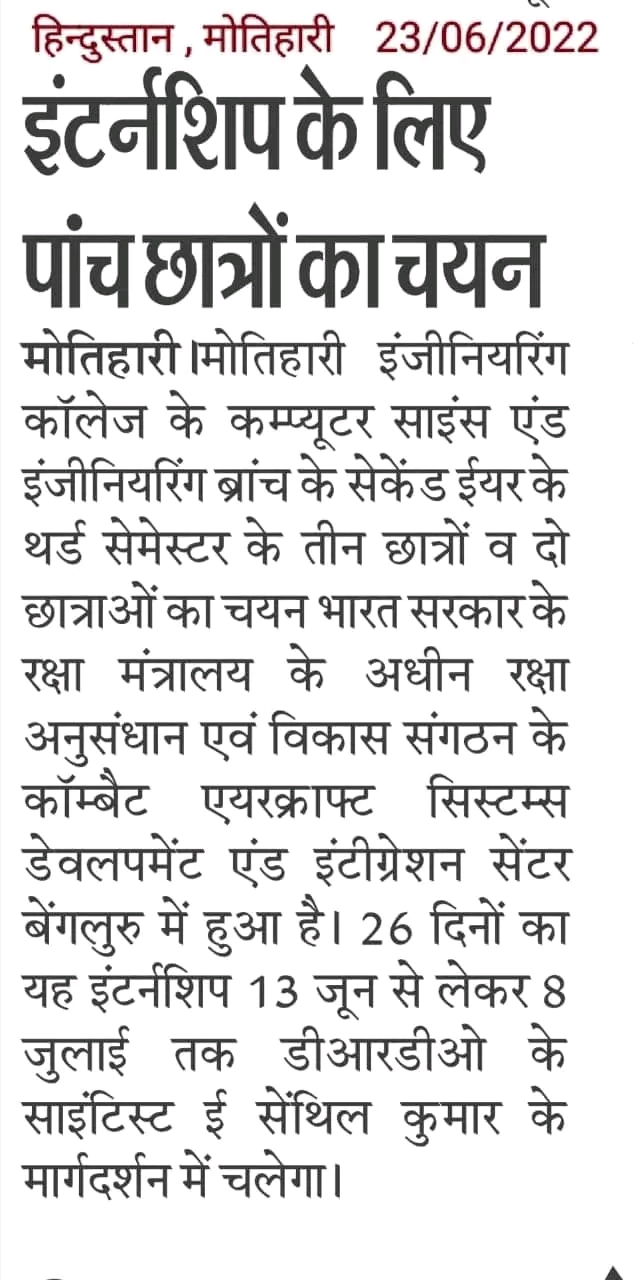 हिन्दुस्तान , मोतिहारी 23/06/2022
इंटर्नशिप के लिए
पांच छात्रों का चयन
मोतिहारी।मोतिहारी इंजीनियरिंग
कॉलेज के कम्प्यूटर साइंस एंड
इंजीनियरिंग ब्रांच के सेकेंड ईयर के
थर्ड सेमेस्टर के तीन छात्रों व दो
छात्राओं का चयन भारत सरकार के
रक्षा मंत्रालय के अधीन रक्षा
अनुसंधान एवं विकास संगठन के
कॉम्बैट एयरक्राफ्ट सिस्टम्स
डेवलपमेंट एंड इंटीग्रेशन सेंटर
बेंगलुरु में हुआ है। 26 दिनों का
यह इंटर्नशिप 13 जून से लेकर 8
जुलाई तक डीआरडीओ के
साइंटिस्ट ई सेंथिल कुमार के
मार्गदर्शन में चलेगा।